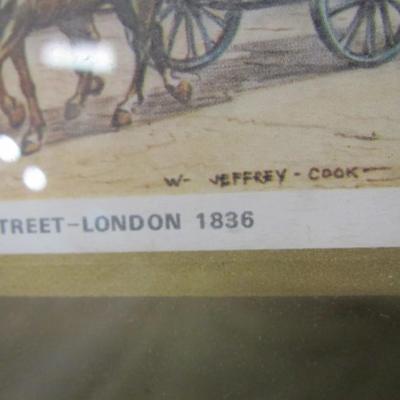 W- JEFFREY - COOK
TREET-LONDON 1836